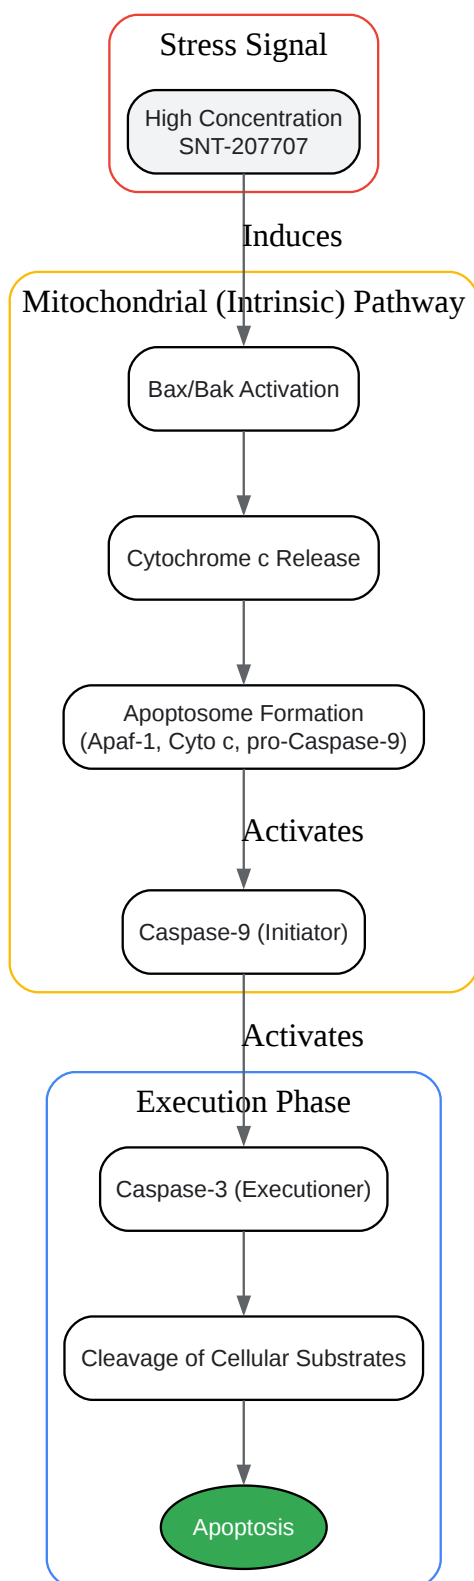 Stress Signal
High Concentration
SNT-207707
Induces
Mitochondrial (Intrinsic) Pathway
Bax/Bak Activation
Cytochrome c Release
Apoptosome Formation
(Apaf-1, Cyto c, pro-Caspase-9)
Activates
Caspase-9 (Initiator)
Activates
Execution Phase
Caspase-3 (Executioner)
Cleavage of Cellular Substrates
Apoptosis